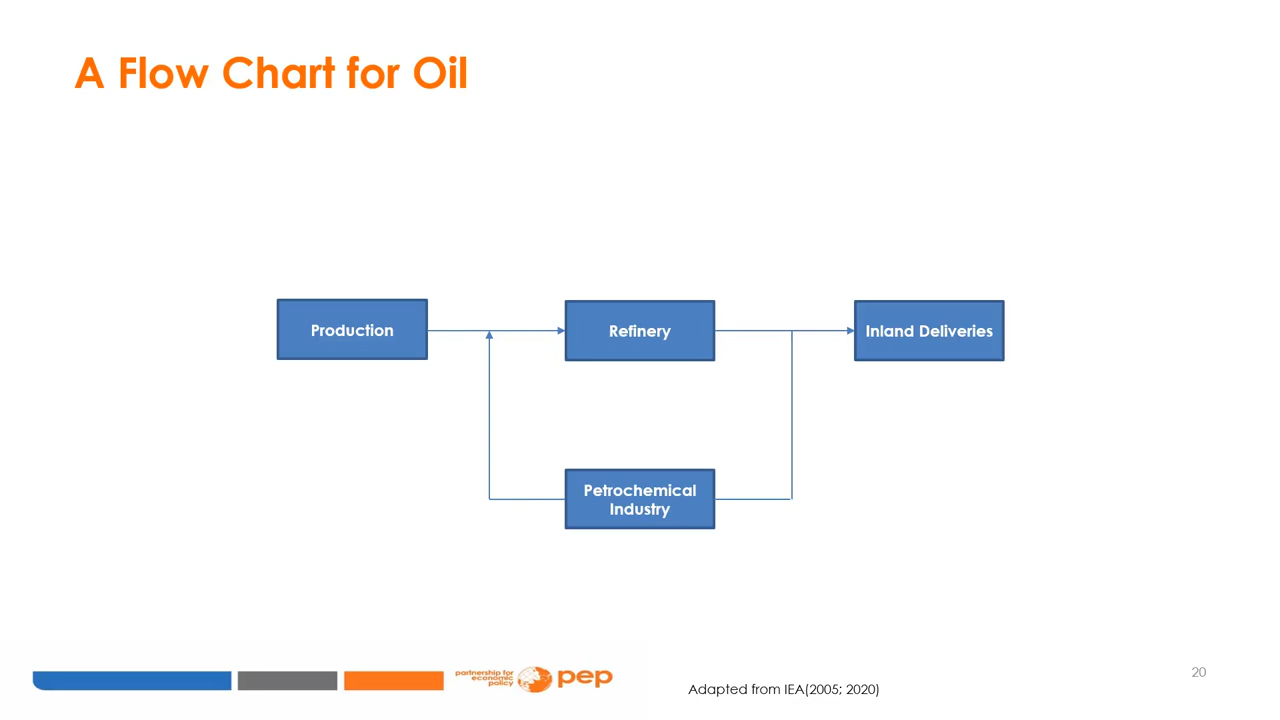 A Flow Chart for Oil
Production
Refinery
Inland Deliveries
Petrochemical
Industry
partnership for
economic
policy
pep
Adapted from IEA(2005; 2020)
20